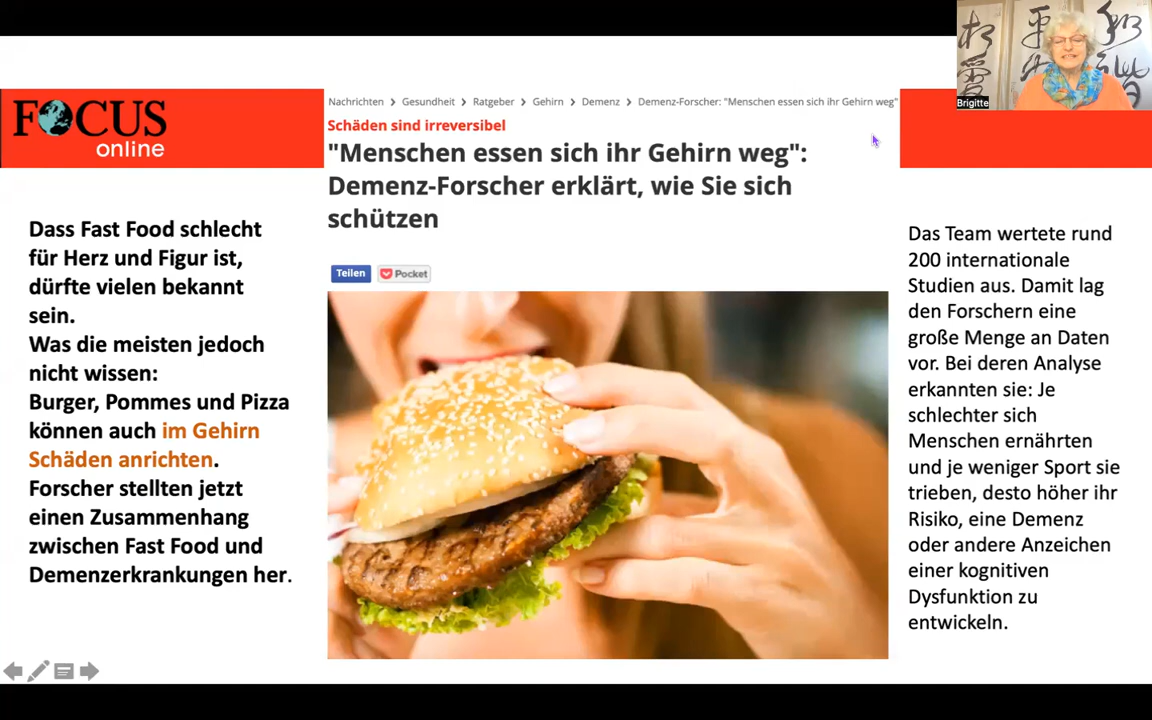 FOCUS
online
Nachrichten > Gesundheit > Ratgeber > Gehirn > Demenz > Demenz-Forscher: "Menschen essen sich ihr Gehirn weg"
Schäden sind irreversibel
"Menschen essen sich ihr Gehirn weg":
Demenz-Forscher erklärt, wie Sie sich
schützen
Teilen
Pocket
Dass Fast Food schlecht
für Herz und Figur ist,
dürfte vielen bekannt
sein.
Was die meisten jedoch
nicht wissen:
Burger, Pommes und Pizza
können auch im Gehirn
Schäden anrichten.
Forscher stellten jetzt
einen Zusammenhang
zwischen Fast Food und
Demenzerkrankungen her.
Das Team wertete rund
200 internationale
Studien aus. Damit lag
den Forschern eine
große Menge an Daten
vor. Bei deren Analyse
erkannten sie: Je
schlechter sich
Menschen ernährten
und je weniger Sport sie
trieben, desto höher ihr
Risiko, eine Demenz
oder andere Anzeichen
einer kognitiven
Dysfunktion zu
entwickeln.
Brigitte